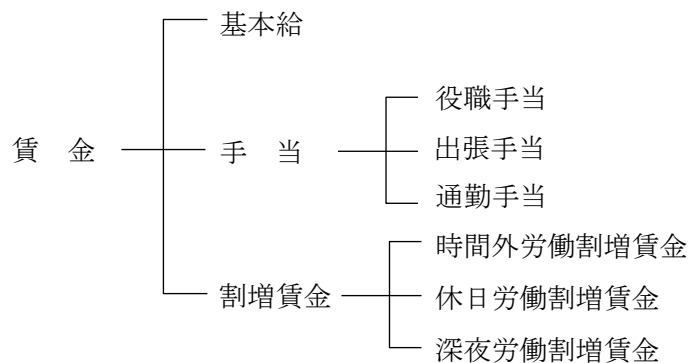 基本給
役職手当
賃　金　手　当　出張手当
通勤手当
時間外労働割増賃金
割増賃金　休日労働割増賃金
深夜労働割増賃金